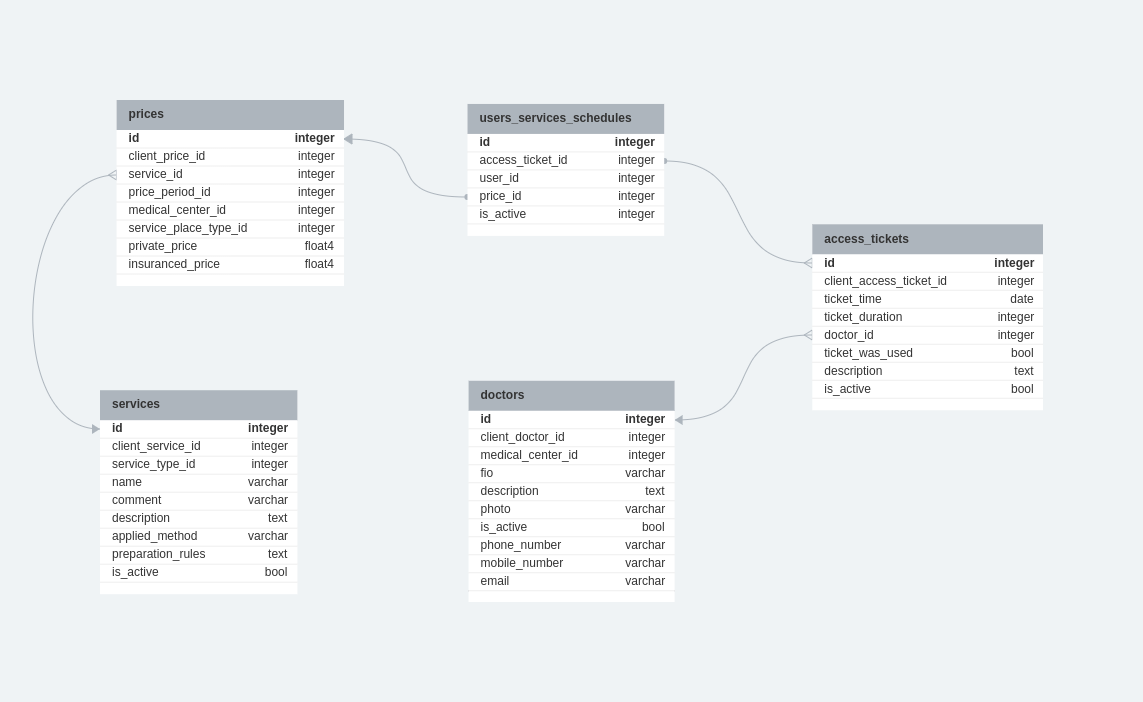 prices
id integer
client_price_id integer
service_id integer
price_period_id integer
medical_center_id integer
service_place_type_id integer
private_price float4
insuranced_price float4
users_services_schedules
id integer
access_ticket_id integer
user_id integer
price_id integer
is_active integer
access_tickets
id integer
client_access_ticket_id integer
ticket_time date
ticket_duration integer
doctor_id integer
ticket_was_used bool
description text
is_active bool
services
id integer
client_service_id integer
service_type_id integer
name varchar
comment varchar
description text
applied_method varchar
preparation_rules text
is_active bool
doctors
id integer
client_doctor_id integer
medical_center_id integer
fio varchar
description text
photo varchar
is_active bool
phone_number varchar
mobile_number varchar
email varchar